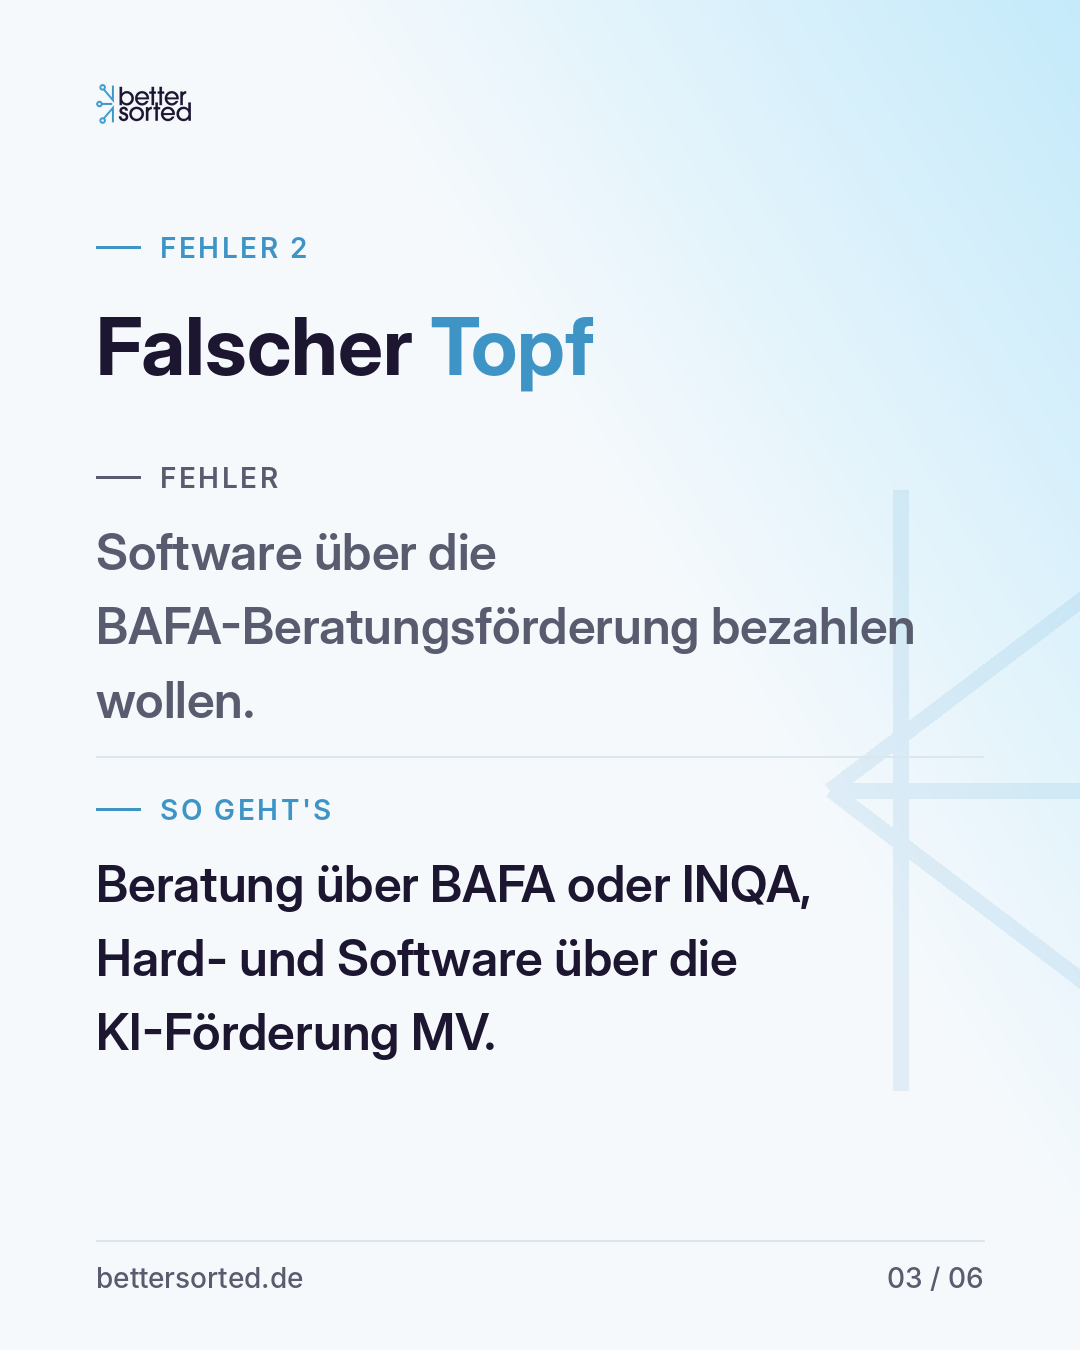 better
sorted
FEHLER 2
Falscher Topf
FEHLER
Software über die
BAFA-Beratungsförderung bezahlen
wollen.
SO GEHT'S
Beratung über BAFA oder INQA,
Hard- und Software über die
KI-Förderung MV.
bettersorted.de
03 / 06